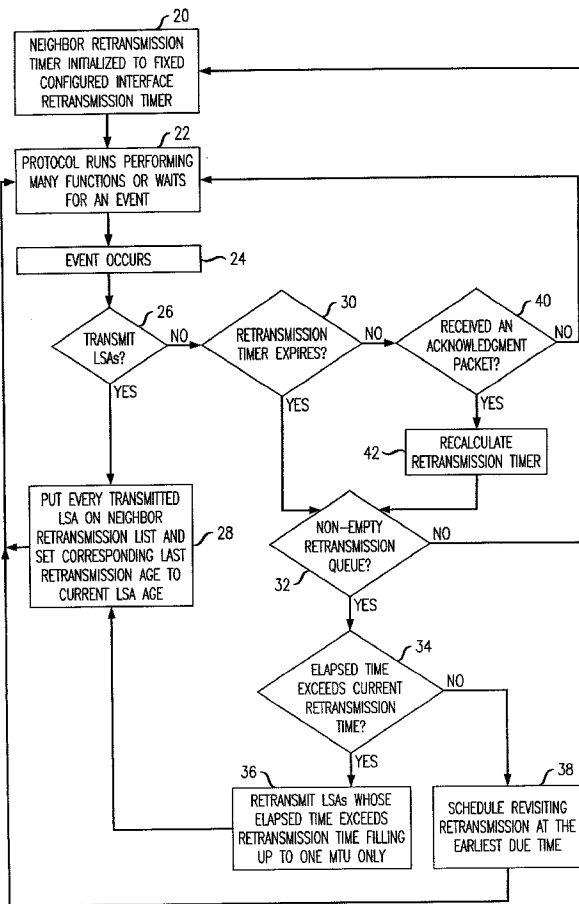 20
NEIGHBOR RETRANSMISSION
TIMER INITIALIZED TO FIXED
CONFIGURED INTERFACE
RETRANSMISSION TIMER
22
PROTOCOL RUNS PERFORMING
MANY FUNCTIONS OR WAITS
FOR AN EVENT
EVENT OCCURS
24
26
TRANSMIT
LSAs?
NO
YES
30
RETRANSMISSION
TIMER EXPIRES?
NO
YES
40
RECEIVED AN
ACKNOWLEDGMENT
PACKET?
NO
YES
42
RECALCULATE
RETRANSMISSION TIMER
PUT EVERY TRANSMITTED
LSA ON NEIGHBOR
RETRANSMISSION LIST AND
SET CORRESPONDING LAST
RETRANSMISSION AGE TO
CURRENT LSA AGE
28
NON-EMPTY
RETRANSMISSION
QUEUE?
NO
32
YES
34
ELAPSED TIME
EXCEEDS CURRENT
RETRANSMISSION
TIME?
NO
YES
36
RETRANSMIT LSAs WHOSE
ELAPSED TIME EXCEEDS
RETRANSMISSION TIME FILLING
UP TO ONE MTU ONLY
38
SCHEDULE REVISITING
RETRANSMISSION AT THE
EARLIEST DUE TIME